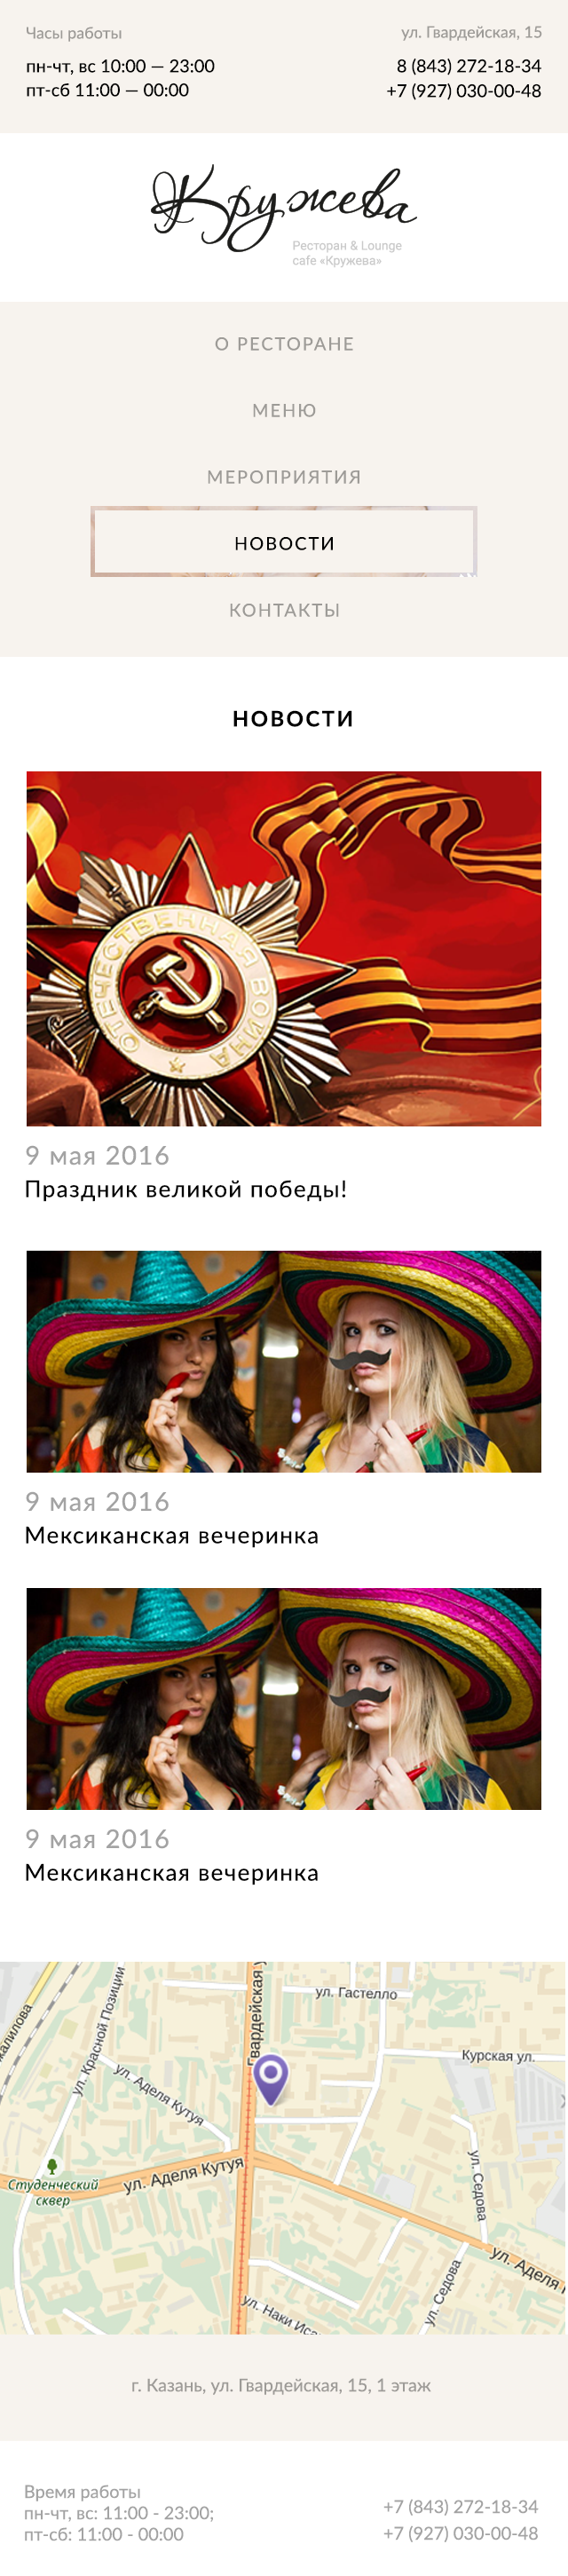 Часы работы
ул. Гвардейская, 15
пн-чт, вс 10:00 — 23:00
8 (843) 272-18-34
пт-сб 11:00 — 00:00
+7 (927) 030-00-48
Кружева
Ресторан & Lounge
cafe «Кружева»
О РЕСТОРАНЕ
МЕНЮ
МЕРОПРИЯТИЯ
НОВОСТИ
КОНТАКТЫ
НОВОСТИ
ОТЕЧЕСТВЕННАЯ ВОЙНА
9 мая 2016
Праздник великой победы!
9 мая 2016
Мексиканская вечеринка
9 мая 2016
Мексиканская вечеринка
ул. Гастелло
Гвардейская
ул. Красной Позиции
Курская ул.
ул. Аделя Кутуя
ул. Аделя Кутуя
Студенческий
сквер
ул. Седова
ул. Аделя
ул. Седова
ул. Наки
г. Казань, ул. Гвардейская, 15, 1 этаж
Время работы
пн-чт, вс: 11:00 - 23:00;
+7 (843) 272-18-34
пт-сб: 11:00 - 00:00
+7 (927) 030-00-48